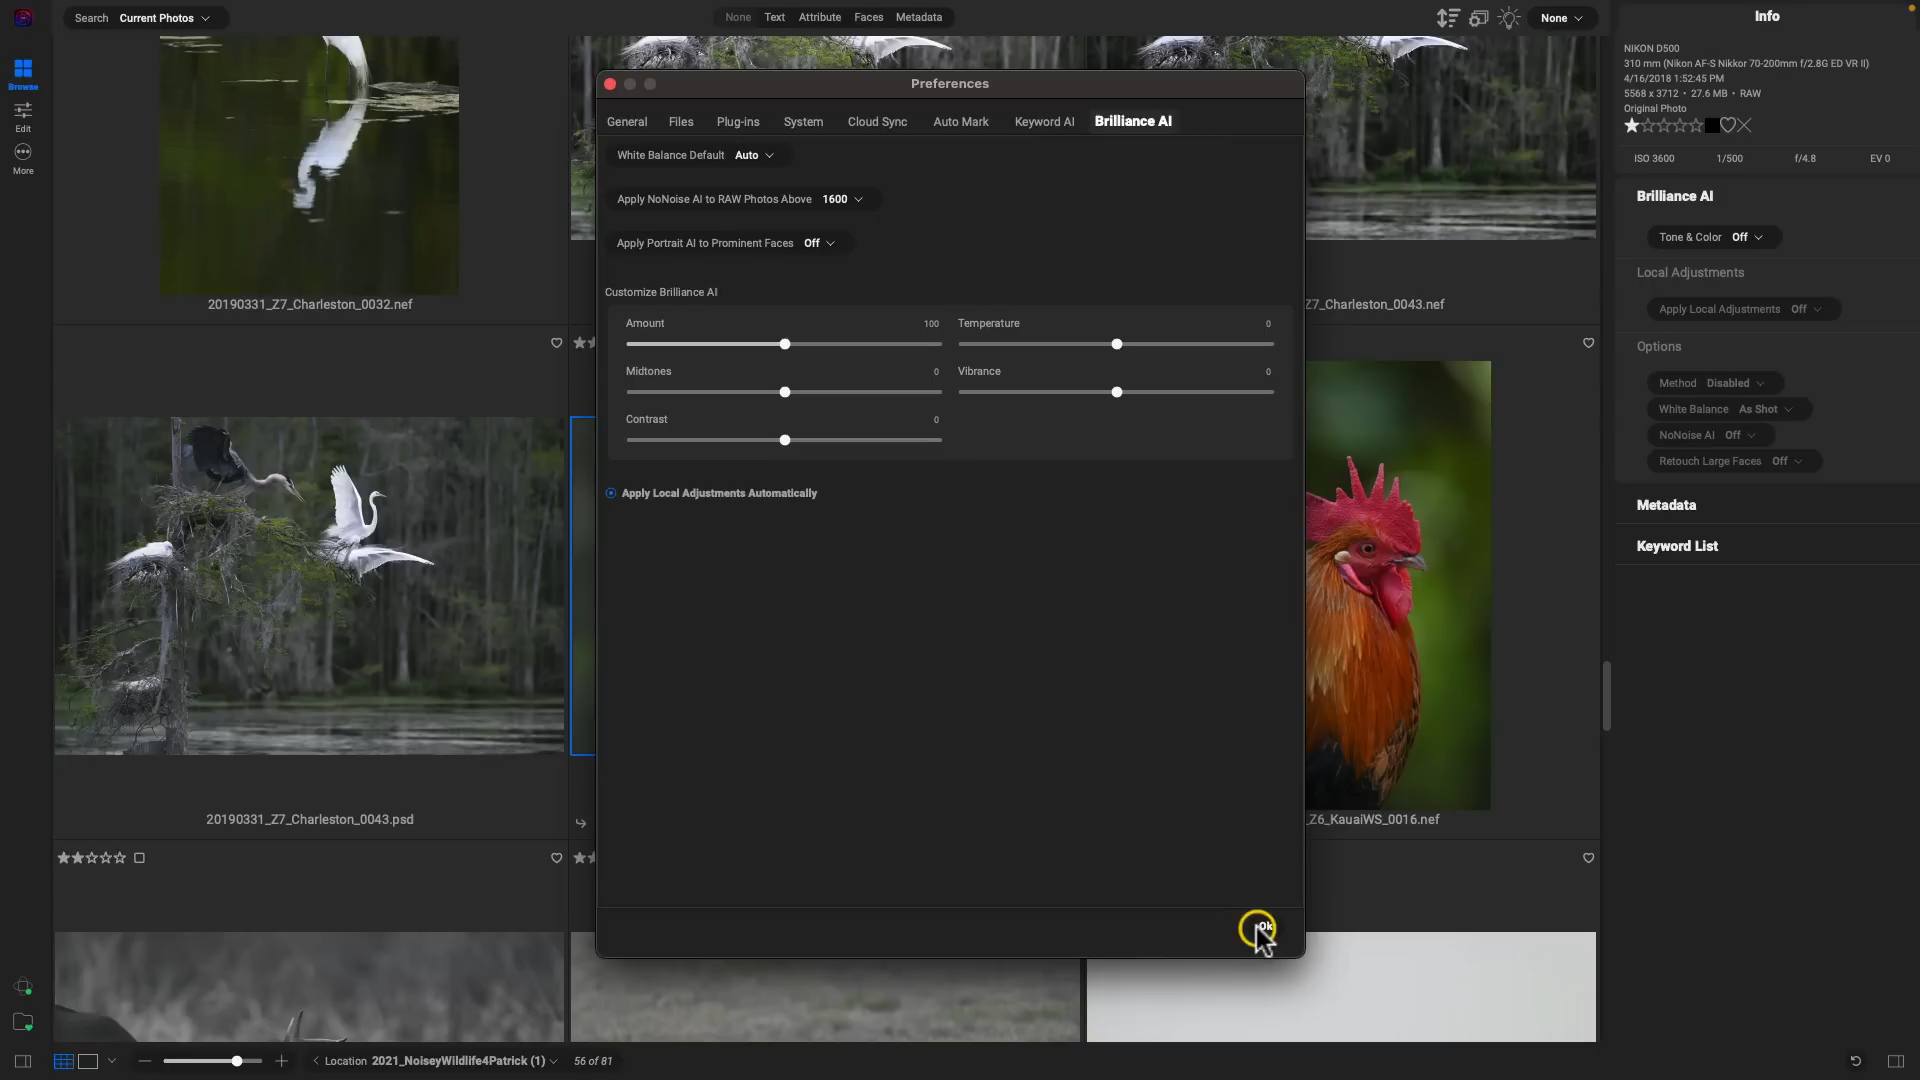 Search Current Photos
None Text Attribute Faces Metadata
None
Info
Browse
Edit
More
NIKON D500
310 mm (Nikon AF-S Nikkor 70-200mm f/2.8G ED VR II)
4/16/2018 1:52:45 PM
5568 x 3712 • 27.6 MB • RAW
Original Photo
ISO 3600 1/500 f/4.8 EV 0
Brilliance AI
Tone & Color Off
Local Adjustments
Apply Local Adjustments Off
Options
Method Disabled
White Balance As Shot
NoNoise AI Off
Retouch Large Faces Off
Metadata
Keyword List
Preferences
General Files Plug-ins System Cloud Sync Auto Mark Keyword AI Brilliance AI
White Balance Default Auto
Apply NoNoise AI to RAW Photos Above 1600
Apply Portrait AI to Prominent Faces Off
Customize Brilliance AI
Amount 100 Temperature 0
Midtones 0 Vibrance 0
Contrast 0
Apply Local Adjustments Automatically
Ok
20190331_Z7_Charleston_0032.nef
Z7_Charleston_0043.nef
20190331_Z7_Charleston_0043.psd
_Z6_KauaiWS_0016.nef
Location 2021_NoiseyWildlife4Patrick (1) 56 of 81